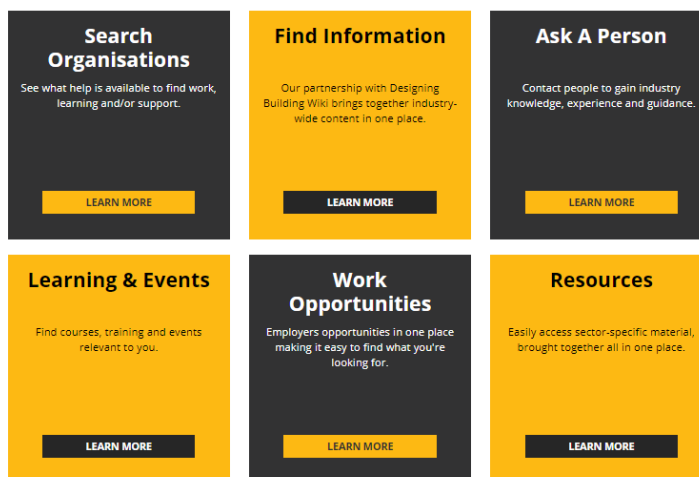 Search
Organisations
See what help is available to find work,
learning and/or support.
LEARN MORE
Find Information
Our partnership with Designing
Building Wiki brings together industry-
wide content in one place.
LEARN MORE
Ask A Person
Contact people to gain industry
knowledge, experience and guidance.
LEARN MORE
Learning & Events
Find courses, training and events
relevant to you.
LEARN MORE
Work
Opportunities
Employers opportunities in one place
making it easy to find what you're
looking for.
LEARN MORE
Resources
Easily access sector-specific material,
brought together all in one place.
LEARN MORE